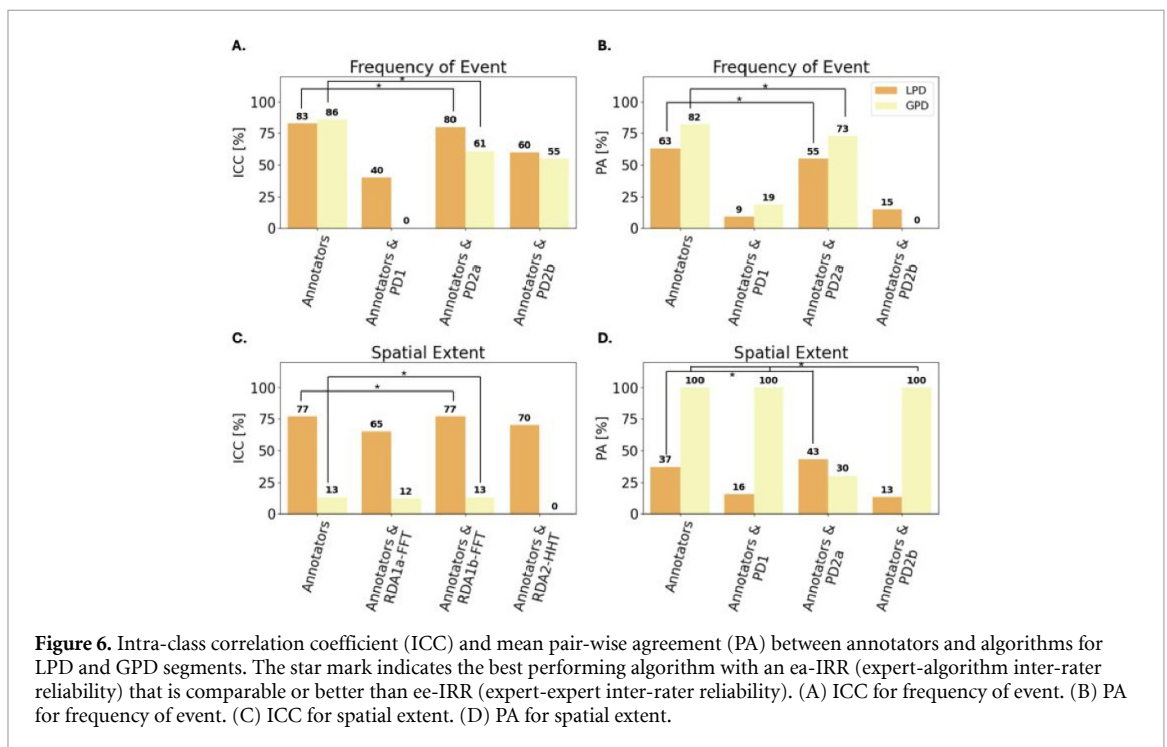 A.
Frequency of Event
ICC [%]
100
75
50
25
0
83
86
40
0
80
61
60
55
*
*
Annotators
Annotators &
PD1
Annotators &
PD2a
Annotators &
PD2b
B.
Frequency of Event
LPD
GPD
PA [%]
100
75
50
25
0
63
82
9
19
55
73
15
0
*
*
Annotators
Annotators &
PD1
Annotators &
PD2a
Annotators &
PD2b
C.
Spatial Extent
ICC [%]
100
75
50
25
0
77
13
65
12
77
13
70
0
*
*
Annotators
Annotators &
RDA1a-FFT
Annotators &
RDA1b-FFT
Annotators &
RDA2-HHT
D.
Spatial Extent
PA [%]
100
75
50
25
0
37
100
16
100
43
30
13
100
*
*
Annotators
Annotators &
PD1
Annotators &
PD2a
Annotators &
PD2b
Figure 6. Intra-class correlation coefficient (ICC) and mean pair-wise agreement (PA) between annotators and algorithms for
LPD and GPD segments. The star mark indicates the best performing algorithm with an ea-IRR (expert-algorithm inter-rater
reliability) that is comparable or better than ee-IRR (expert-expert inter-rater reliability). (A) ICC for frequency of event. (B) PA
for frequency of event. (C) ICC for spatial extent. (D) PA for spatial extent.